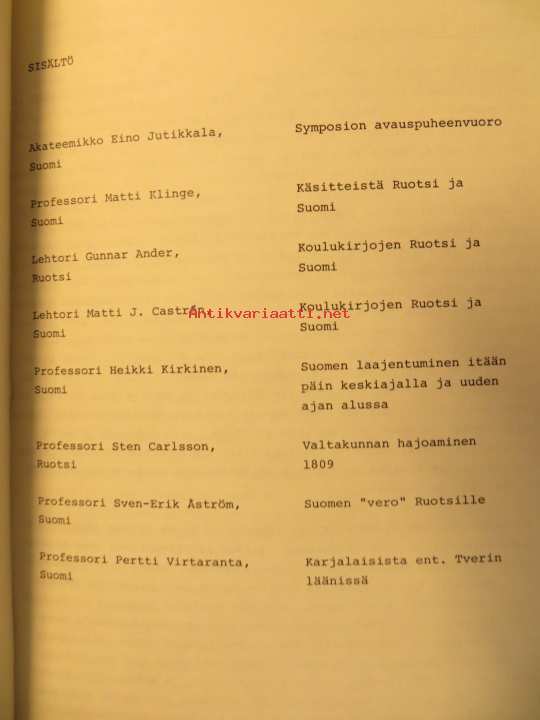 SISÄLTÖ
Akateemikko Eino Jutikkala,
Suomi
Symposion avauspuheenvuoro
Professori Matti Klinge,
Suomi
Käsitteistä Ruotsi ja
Suomi
Lehtori Gunnar Ander,
Ruotsi
Koulukirjojen Ruotsi ja
Suomi
Lehtori Matti J. Castrén,
Suomi
Koulukirjojen Ruotsi ja
Suomi
Antikvariaatti.net
Professori Heikki Kirkinen,
Suomi
Suomen laajentuminen itään
päin keskiajalla ja uuden
ajan alussa
Professori Sten Carlsson,
Ruotsi
Valtakunnan hajoaminen
1809
Professori Sven-Erik Åström,
Suomi
Suomen "vero" Ruotsille
Professori Pertti Virtaranta,
Suomi
Karjalaisista ent. Tverin
läänissä